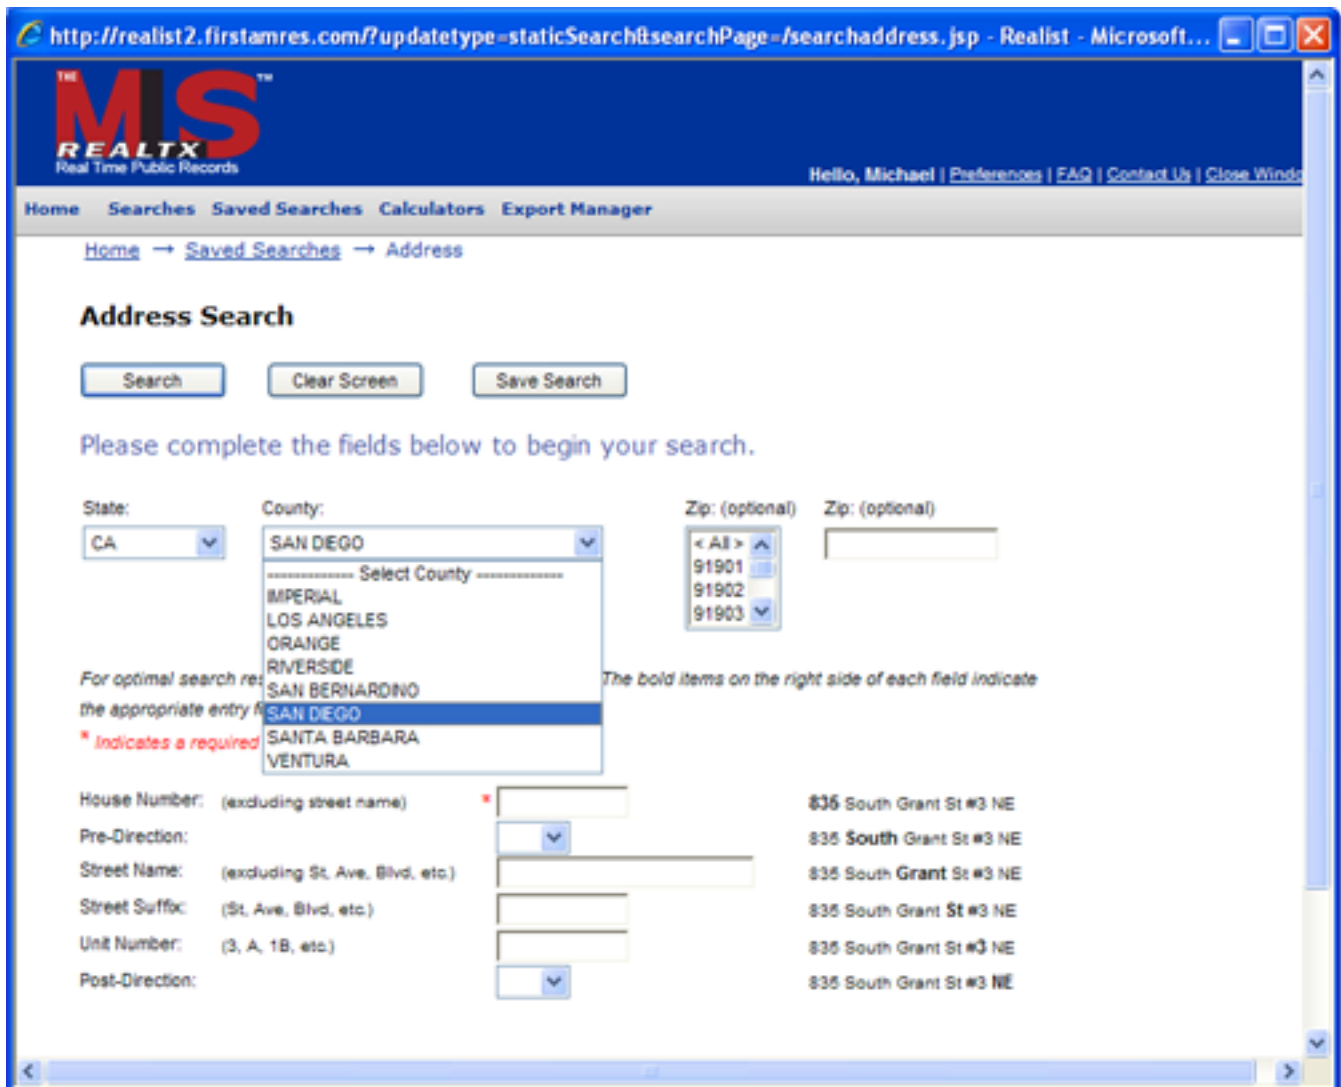 http://realist2.firstamres.com/?updatetype=staticSearch&searchPage=/searchaddress.jsp - Realist - Microsoft...
THE
MLS™
REALTX
Real Time Public Records
Hello, Michael | Preferences | FAQ | Contact Us | Close Windo
Home Searches Saved Searches Calculators Export Manager
Home → Saved Searches → Address
Address Search
Search Clear Screen Save Search
Please complete the fields below to begin your search.
State: County: Zip: (optional) Zip: (optional)
CA SAN DIEGO < All >
91901
91902
91903
-------------- Select County --------------
IMPERIAL
LOS ANGELES
ORANGE
RIVERSIDE
SAN BERNARDINO
SAN DIEGO
SANTA BARBARA
VENTURA
For optimal search res The bold items on the right side of each field indicate
the appropriate entry f
* Indicates a required
House Number: (excluding street name) * 835 South Grant St #3 NE
Pre-Direction: 835 South Grant St #3 NE
Street Name: (excluding St, Ave, Blvd, etc.) 835 South Grant St #3 NE
Street Suffix: (St, Ave, Blvd, etc.) 835 South Grant St #3 NE
Unit Number: (3, A, 1B, etc.) 835 South Grant St #3 NE
Post-Direction: 835 South Grant St #3 NE